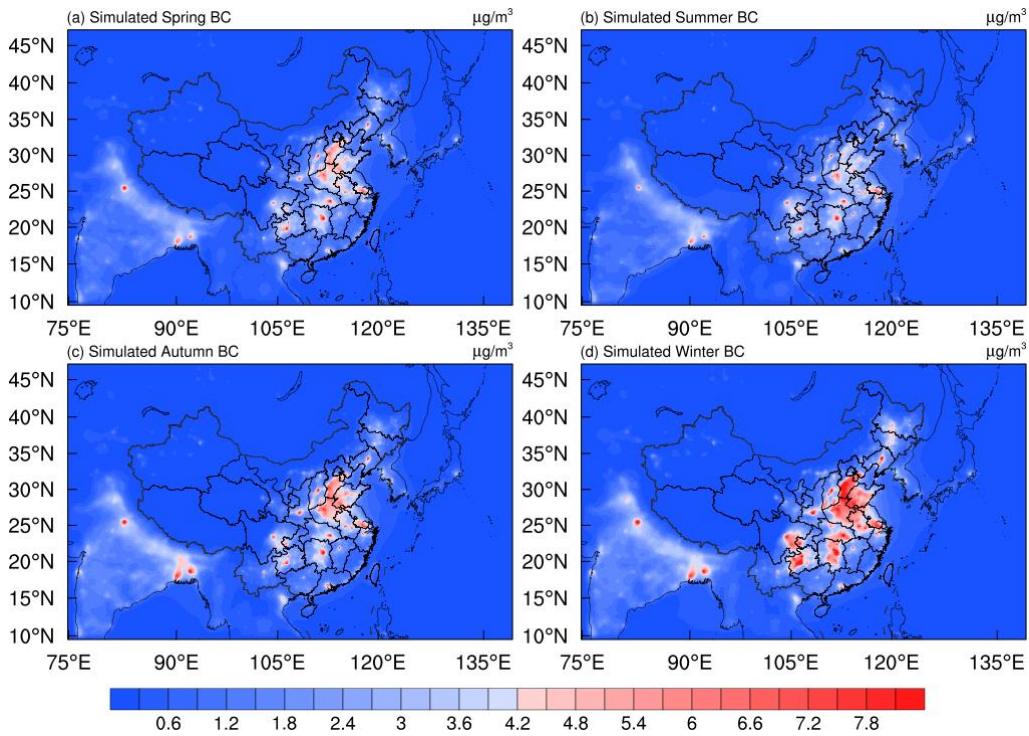 (a) Simulated Spring BC μg/m³ (b) Simulated Summer BC μg/m³
45°N 45°N
40°N 40°N
35°N 35°N
30°N 30°N
25°N 25°N
20°N 20°N
15°N 15°N
10°N 10°N
75°E 90°E 105°E 120°E 135°E 75°E 90°E 105°E 120°E 135°E
(c) Simulated Autumn BC μg/m³ (d) Simulated Winter BC μg/m³
45°N 45°N
40°N 40°N
35°N 35°N
30°N 30°N
25°N 25°N
20°N 20°N
15°N 15°N
10°N 10°N
75°E 90°E 105°E 120°E 135°E 75°E 90°E 105°E 120°E 135°E
0.6 1.2 1.8 2.4 3 3.6 4.2 4.8 5.4 6 6.6 7.2 7.8